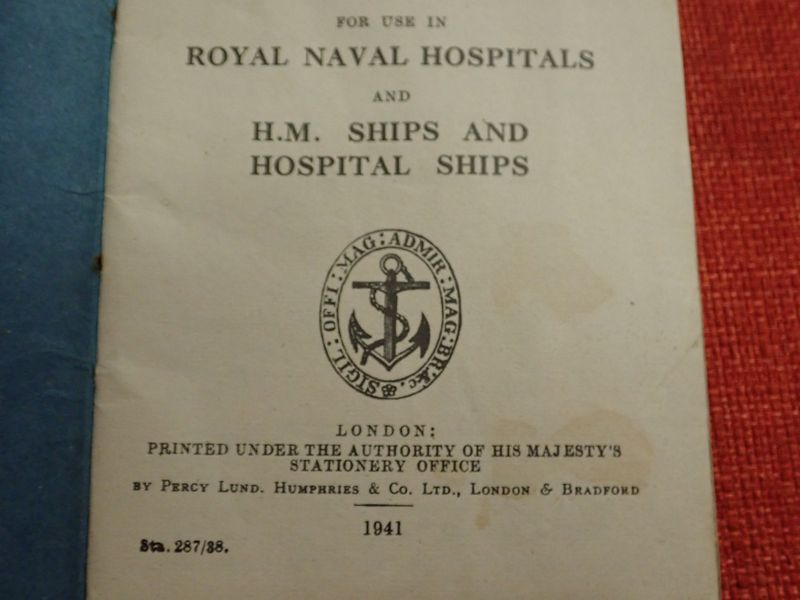 FOR USE IN
ROYAL NAVAL HOSPITALS
AND
H.M. SHIPS AND
HOSPITAL SHIPS
SIGIL: OFFI: MAG: ADMIR: MAG: BR: &c.
LONDON:
PRINTED UNDER THE AUTHORITY OF HIS MAJESTY'S
STATIONERY OFFICE
BY PERCY LUND. HUMPHRIES & CO. LTD., LONDON & BRADFORD
1941
Sta. 287/38.